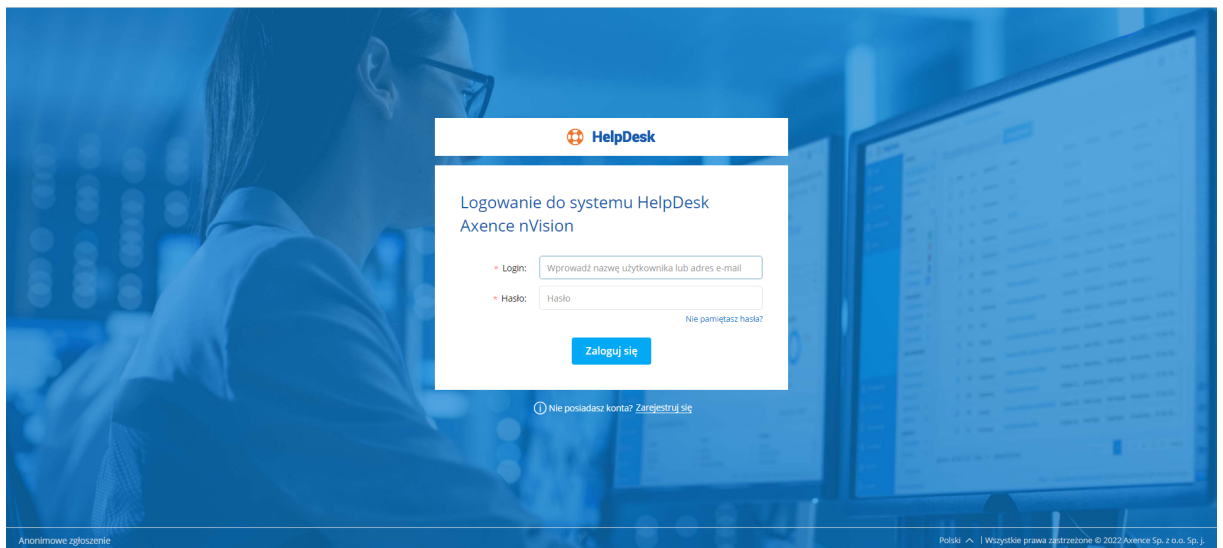 HelpDesk
Logowanie do systemu HelpDesk
Axence nVision
* Login: Wprowadź nazwę użytkownika lub adres e-mail
* Hasło: Hasło
Nie pamiętasz hasła?
Zaloguj się
Nie posiadasz konta? Zarejestruj się
Anonimowe zgłoszenie
Polski | Wszystkie prawa zastrzeżone © 2022 Axence Sp. z o.o. Sp. j.